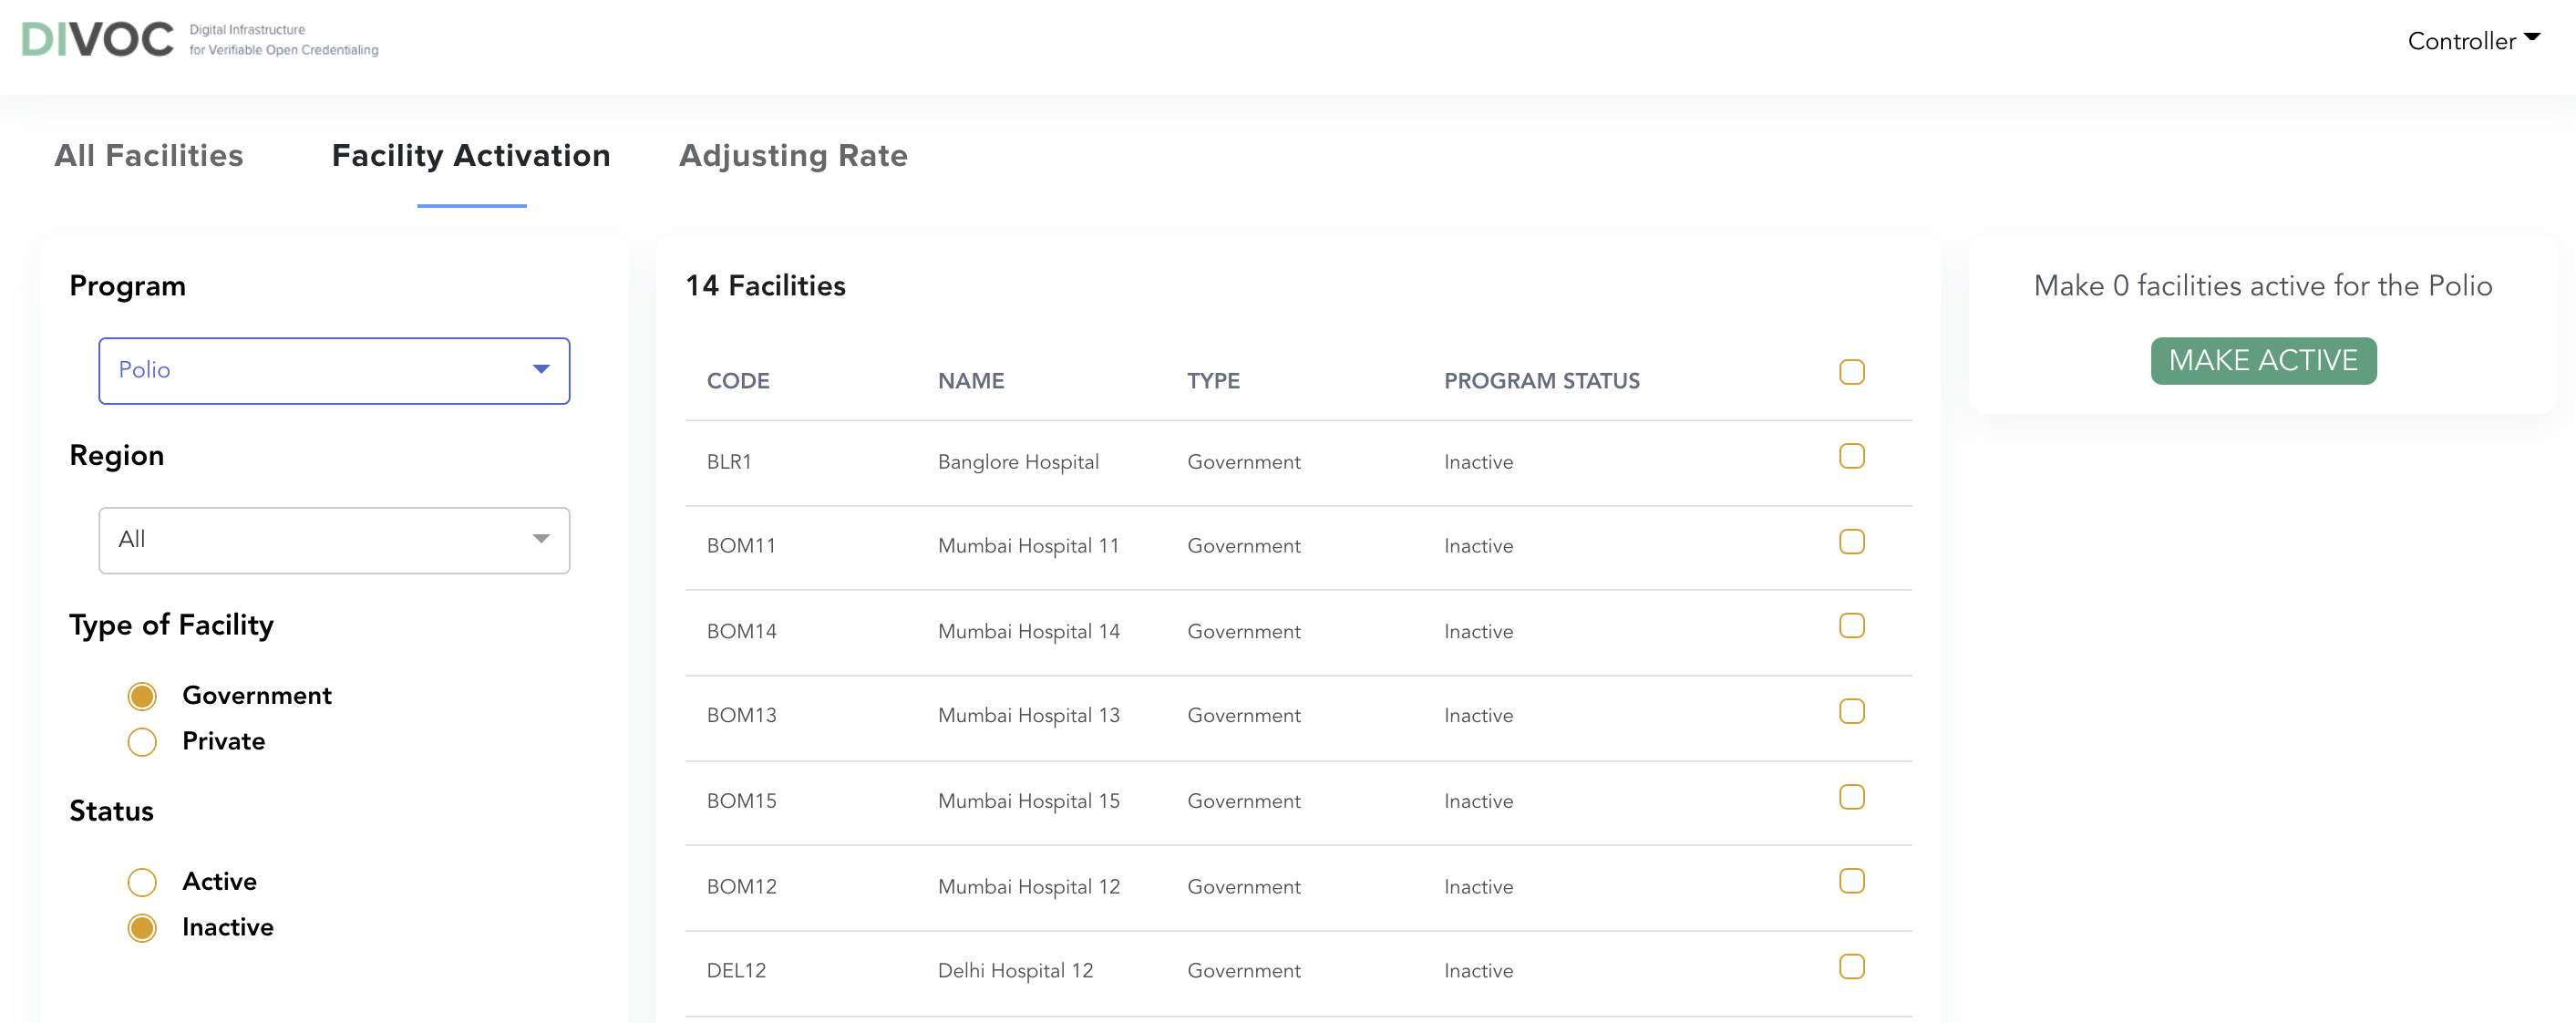 DIVOC
Digital Infrastructure
for Verifiable Open Credentialing
Controller
All Facilities
Facility Activation
Adjusting Rate
Program
Polio
Region
All
Type of Facility
Government
Private
Status
Active
Inactive
14 Facilities
CODE NAME TYPE PROGRAM STATUS
BLR1 Banglore Hospital Government Inactive
BOM11 Mumbai Hospital 11 Government Inactive
BOM14 Mumbai Hospital 14 Government Inactive
BOM13 Mumbai Hospital 13 Government Inactive
BOM15 Mumbai Hospital 15 Government Inactive
BOM12 Mumbai Hospital 12 Government Inactive
DEL12 Delhi Hospital 12 Government Inactive
Make 0 facilities active for the Polio
MAKE ACTIVE